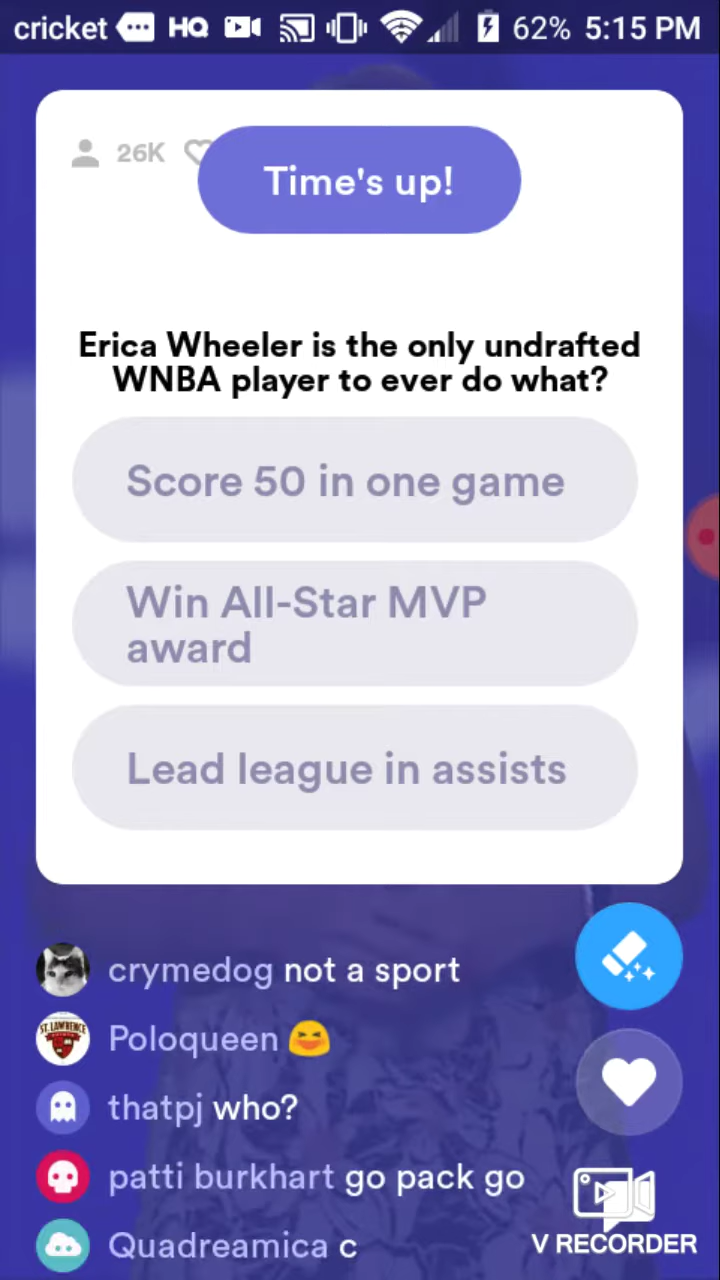 cricket HQ 62% 5:15 PM
26K
Time's up!
Erica Wheeler is the only undrafted
WNBA player to ever do what?
Score 50 in one game
Win All-Star MVP
award
Lead league in assists
crymedog not a sport
ST. LAWRENCE
Poloqueen 😆
thatpj who?
patti burkhart go pack go
Quadreamica c
V RECORDER